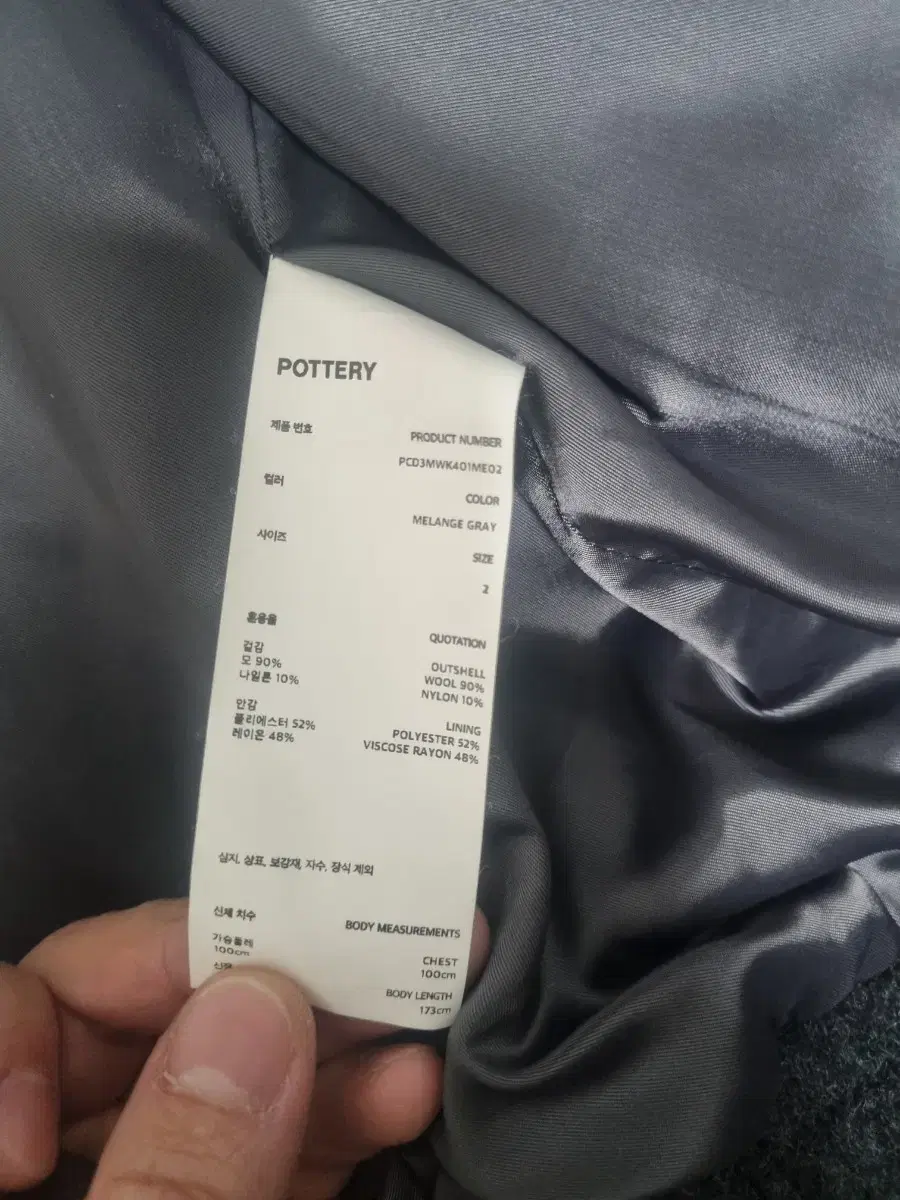 POTTERY
제품 번호
PRODUCT NUMBER
PCD3MWK401ME02
컬러
COLOR
MELANGE GRAY
사이즈
SIZE
2
혼용율
QUOTATION
겉감
OUTSHELL
모 90%
WOOL 90%
나일론 10%
NYLON 10%
안감
LINING
폴리에스터 52%
POLYESTER 52%
레이온 48%
VISCOSE RAYON 48%
심지, 상표, 보강재, 자수, 장식 제외
신체 치수
BODY MEASUREMENTS
가슴둘레
CHEST
100cm
100cm
BODY LENGTH
173cm